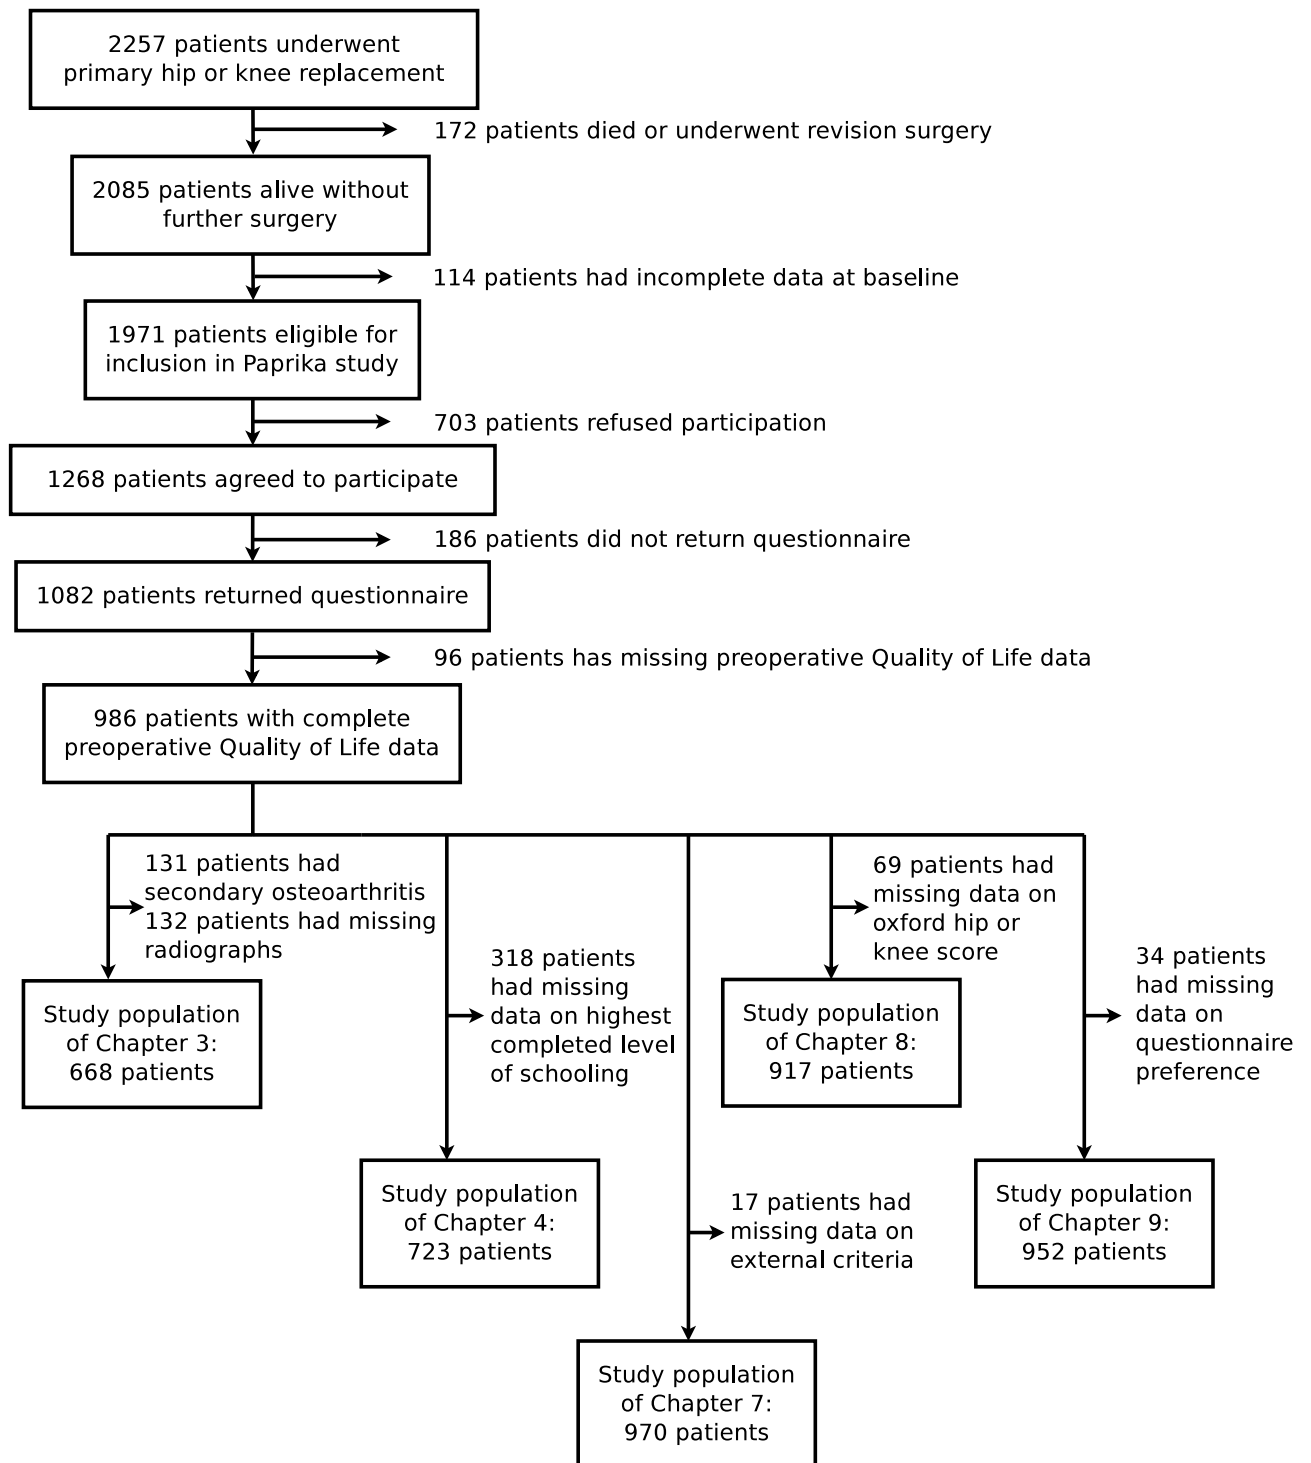 2257 patients underwent
primary hip or knee replacement
172 patients died or underwent revision surgery
2085 patients alive without
further surgery
114 patients had incomplete data at baseline
1971 patients eligible for
inclusion in Paprika study
703 patients refused participation
1268 patients agreed to participate
186 patients did not return questionnaire
1082 patients returned questionnaire
96 patients has missing preoperative Quality of Life data
986 patients with complete
preoperative Quality of Life data
131 patients had
secondary osteoarthritis
132 patients had missing
radiographs
Study population
of Chapter 3:
668 patients
318 patients
had missing
data on highest
completed level
of schooling
Study population
of Chapter 4:
723 patients
17 patients had
missing data on
external criteria
Study population
of Chapter 7:
970 patients
69 patients had
missing data on
oxford hip or
knee score
Study population
of Chapter 8:
917 patients
34 patients
had missing
data on
questionnaire
preference
Study population
of Chapter 9:
952 patients